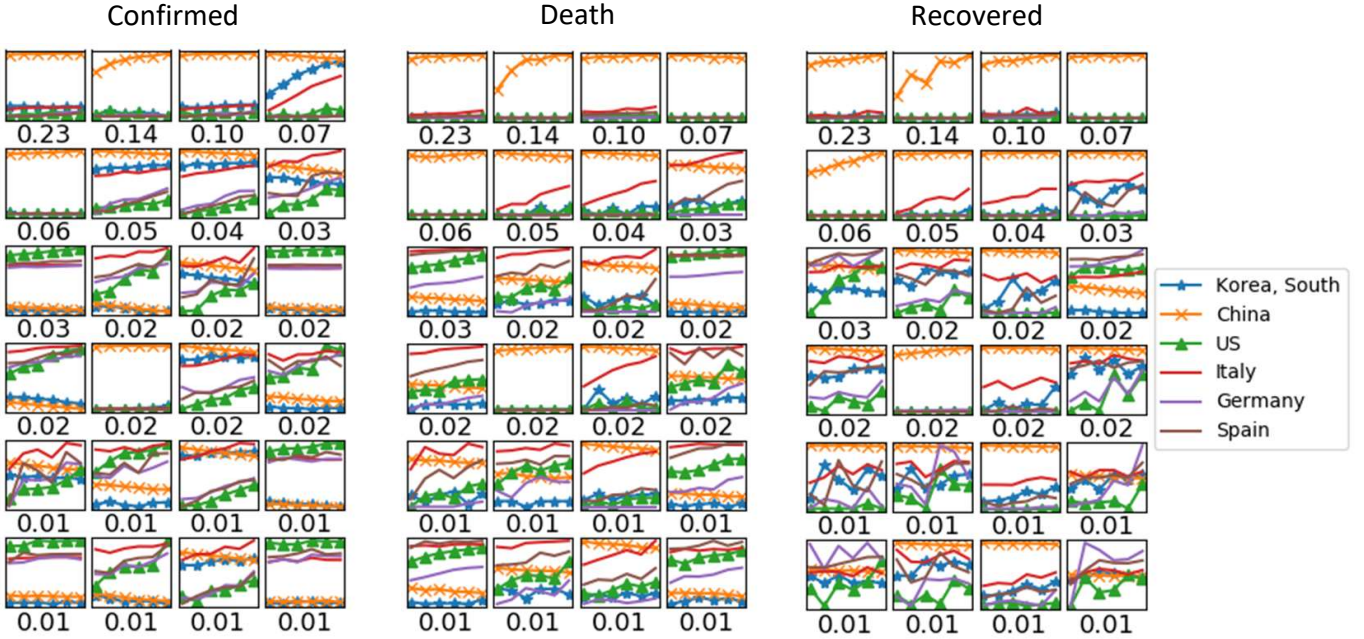 Confirmed Death Recovered
0.23 0.14 0.10 0.07 0.23 0.14 0.10 0.07 0.23 0.14 0.10 0.07
0.06 0.05 0.04 0.03 0.06 0.05 0.04 0.03 0.06 0.05 0.04 0.03
0.03 0.02 0.02 0.02 0.03 0.02 0.02 0.02 0.03 0.02 0.02 0.02
0.02 0.02 0.02 0.02 0.02 0.02 0.02 0.02 0.02 0.02 0.02 0.02
0.01 0.01 0.01 0.01 0.01 0.01 0.01 0.01 0.01 0.01 0.01 0.01
0.01 0.01 0.01 0.01 0.01 0.01 0.01 0.01 0.01 0.01 0.01 0.01
Korea, South
China
US
Italy
Germany
Spain